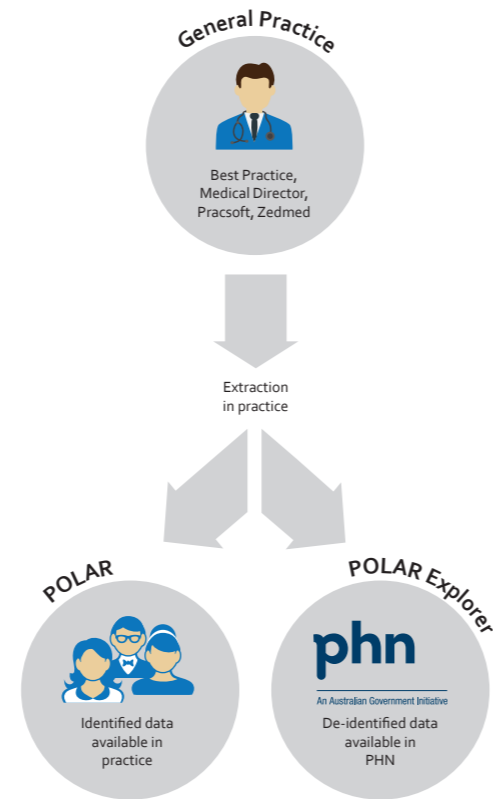 General Practice
Best Practice,
Medical Director,
Pracsoft, Zedmed
Extraction
in practice
POLAR
Identified data
available in
practice
POLAR Explorer
phn
An Australian Government Initiative
De-identified data
available in
PHN